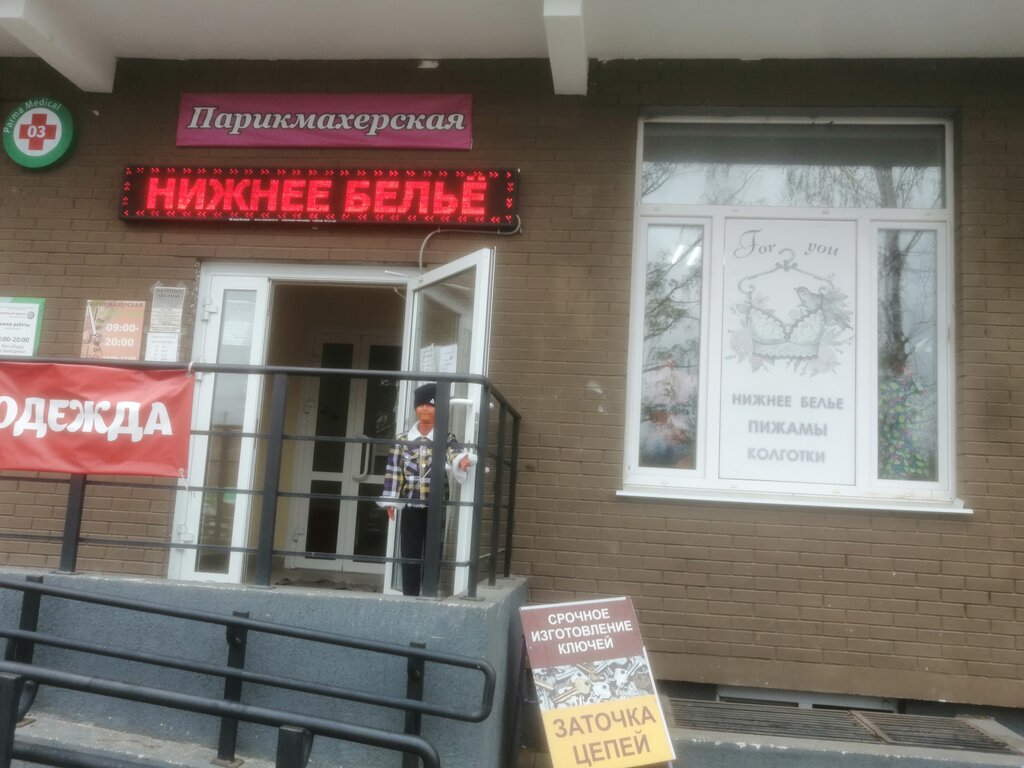 Parma Medical
03
Парикмахерская
НИЖНЕЕ БЕЛЬЁ
09:00-
20:00
ОДЕЖДА
For you
НИЖНЕЕ БЕЛЬЕ
ПИЖАМЫ
КОЛГОТКИ
СРОЧНОЕ
ИЗГОТОВЛЕНИЕ
КЛЮЧЕЙ
ЗАТОЧКА
ЦЕПЕЙ